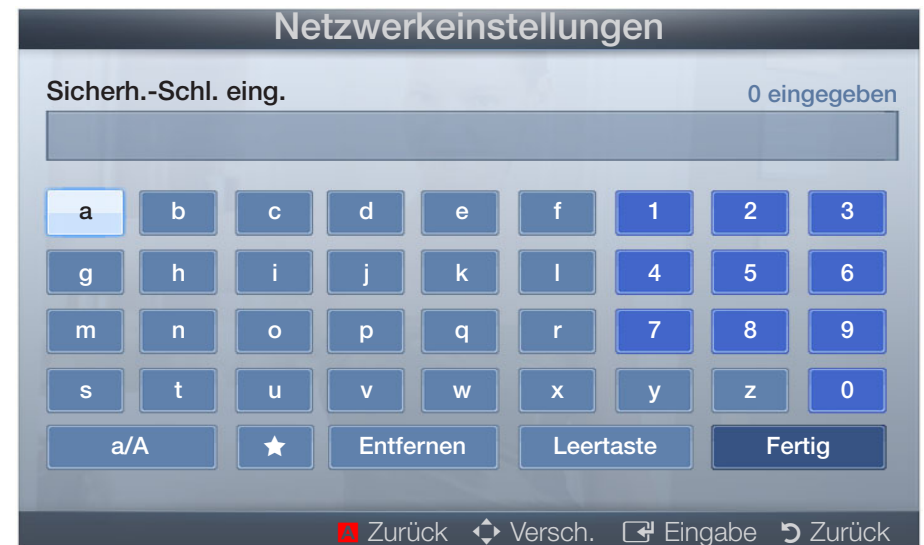 Netzwerkeinstellungen
Sicherh.-Schl. eing. 0 eingegeben
a b c d e f 1 2 3
g h i j k l 4 5 6
m n o p q r 7 8 9
s t u v w x y z 0
a/A ★ Entfernen Leertaste Fertig
A Zurück Versch. Eingabe Zurück